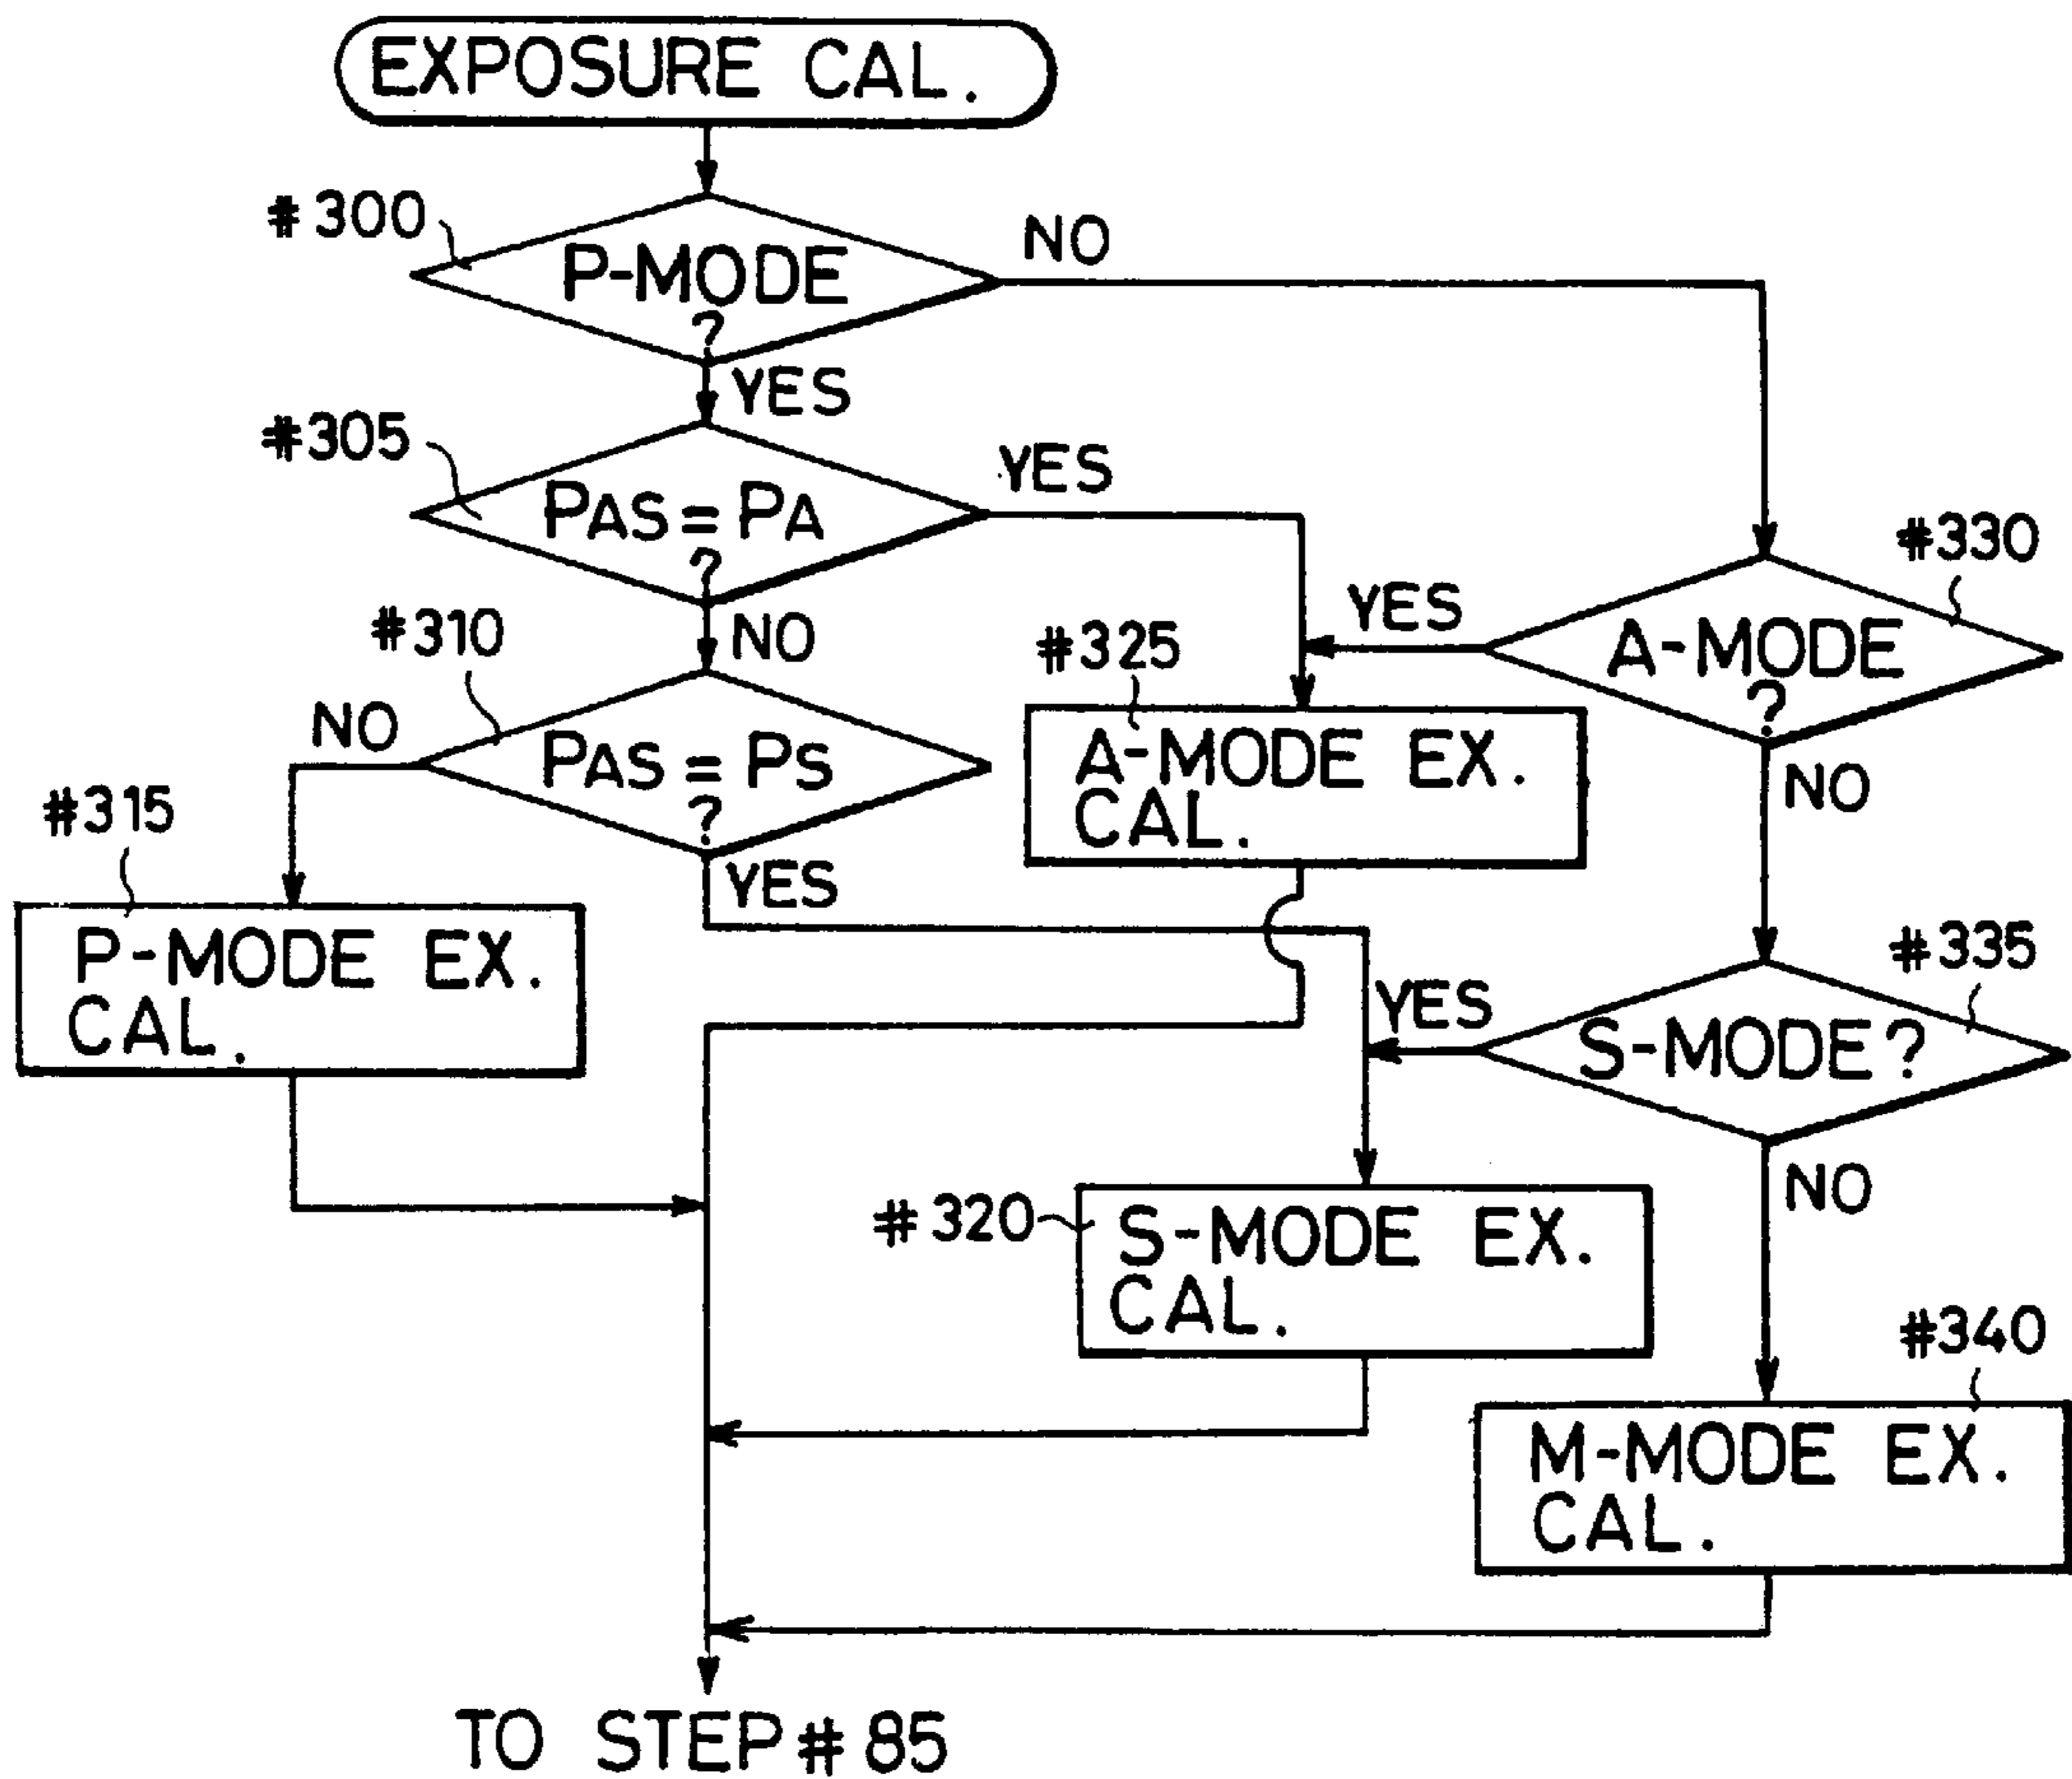 EXPOSURE CAL.
#300
P-MODE
?
NO
YES
#305
PAS = PA
?
YES
NO
#310
PAS = PS
?
NO
YES
#315
P-MODE EX.
CAL.
#325
A-MODE EX.
CAL.
#330
A-MODE
?
YES
NO
#335
S-MODE?
YES
NO
#320
S-MODE EX.
CAL.
#340
M-MODE EX.
CAL.
TO STEP # 85